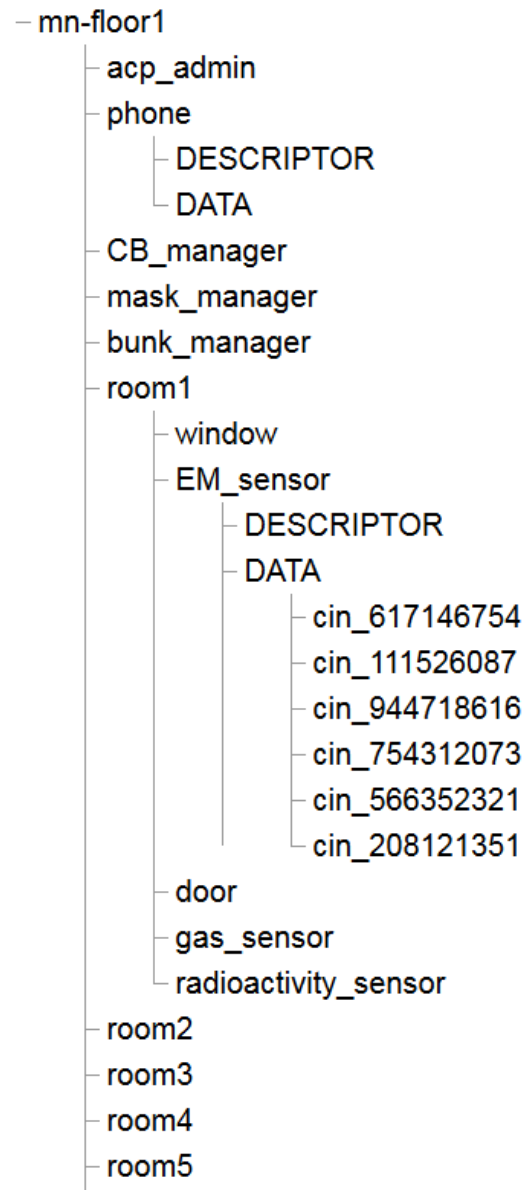 mn-floor1
acp_admin
phone
DESCRIPTOR
DATA
CB_manager
mask_manager
bunk_manager
room1
window
EM_sensor
DESCRIPTOR
DATA
cin_617146754
cin_111526087
cin_944718616
cin_754312073
cin_566352321
cin_208121351
door
gas_sensor
radioactivity_sensor
room2
room3
room4
room5